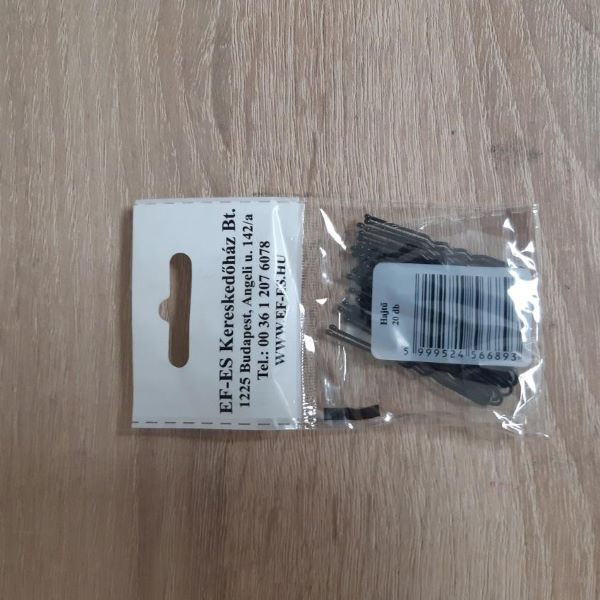 EF-ES Kereskedőház Bt.
1225 Budapest, Angeli u. 142/a
Tel.: 00 36 1 207 6078
WWW.EF-ES.HU
Hajtű
20 db
5 999524 566893